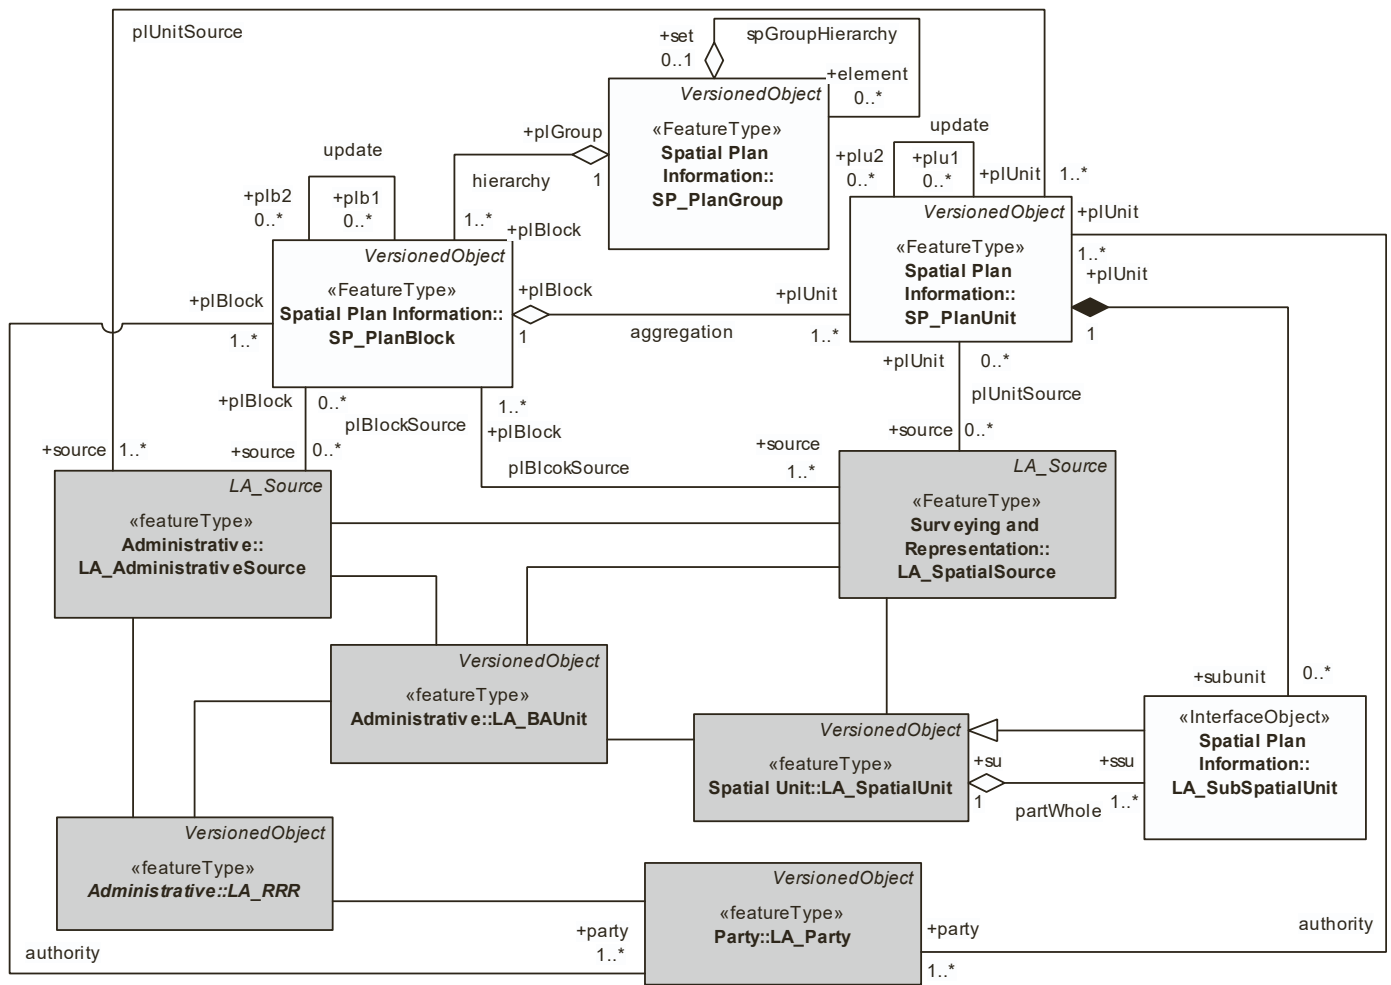 plUnitSource
+set
0..1
spGroupHierarchy
+element
0..*
VersionedObject
«FeatureType»
Spatial Plan
Information::
SP_PlanGroup
+plGroup
1
hierarchy
1..*
+plBlock
update
+plb2
0..*
+plb1
0..*
VersionedObject
«FeatureType»
Spatial Plan Information::
SP_PlanBlock
update
+plu2
0..*
+plu1
0..*
+plUnit
1..*
VersionedObject
«FeatureType»
Spatial Plan
Information::
SP_PlanUnit
+plUnit
1..*
+plUnit
1
+plBlock
1..*
+plBlock
1
+plUnit
1..*
aggregation
+plBlock
0..*
plBlockSource
+source
0..*
+source
1..*
1..*
+plBlock
plBlcokSource
+source
1..*
+plUnit
0..*
plUnitSource
+source
0..*
LA_Source
«featureType»
Administrative::
LA_AdministrativeSource
LA_Source
«FeatureType»
Surveying and
Representation::
LA_SpatialSource
VersionedObject
«featureType»
Administrative::LA_BAUnit
+subunit
0..*
VersionedObject
«featureType»
Spatial Unit::LA_SpatialUnit
+su
1
partWhole
+ssu
1..*
«InterfaceObject»
Spatial Plan
Information::
LA_SubSpatialUnit
VersionedObject
«featureType»
Administrative::LA_RRR
VersionedObject
«featureType»
Party::LA_Party
+party
1..*
authority
+party
1..*
authority